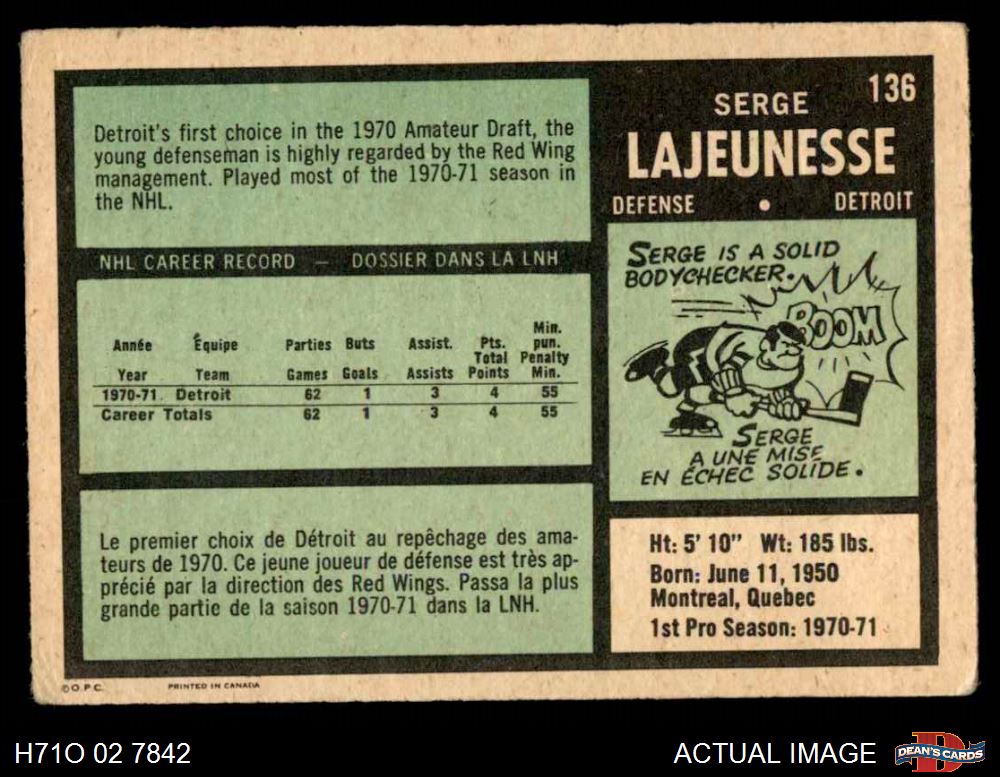 136
SERGE
LAJEUNESSE
DEFENSE • DETROIT
Detroit's first choice in the 1970 Amateur Draft, the
young defenseman is highly regarded by the Red Wing
management. Played most of the 1970-71 season in
the NHL.
NHL CAREER RECORD — DOSSIER DANS LA LNH
Année Équipe Parties Buts Assist. Pts. Total Min. pun. Penalty
Year Team Games Goals Assists Points Min.
1970-71 Detroit 62 1 3 4 55
Career Totals 62 1 3 4 55
Le premier choix de Détroit au repêchage des ama-
teurs de 1970. Ce jeune joueur de défense est très ap-
précié par la direction des Red Wings. Passa la plus
grande partie de la saison 1970-71 dans la LNH.
SERGE IS A SOLID
BODYCHECKER.
BOOM
SERGE
A UNE MISE
EN ÉCHEC SOLIDE.
Ht: 5' 10" Wt: 185 lbs.
Born: June 11, 1950
Montreal, Quebec
1st Pro Season: 1970-71
©O.P.C. PRINTED IN CANADA
H71O 02 7842
ACTUAL IMAGE
D
DEAN'S CARDS